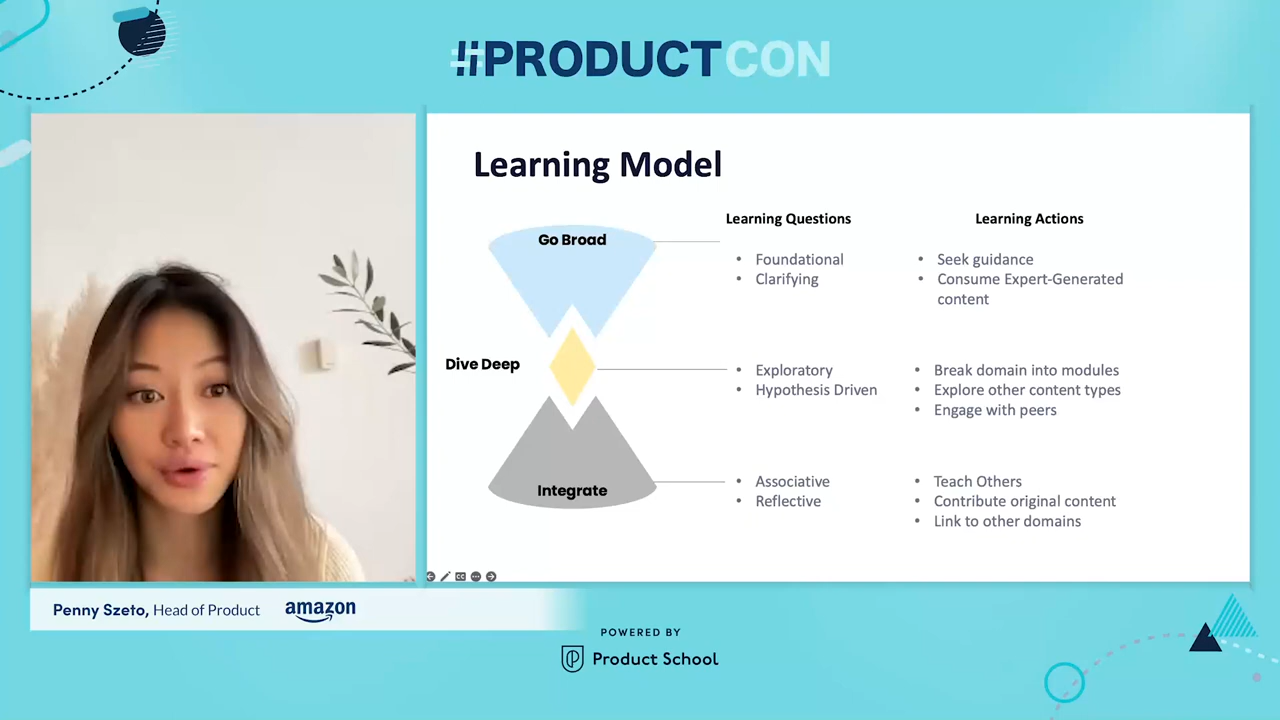 #PRODUCTCON
Learning Model
Learning Questions
Learning Actions
Go Broad
• Foundational
• Clarifying
• Seek guidance
• Consume Expert-Generated
content
Dive Deep
• Exploratory
• Hypothesis Driven
• Break domain into modules
• Explore other content types
• Engage with peers
Integrate
• Associative
• Reflective
• Teach Others
• Contribute original content
• Link to other domains
Penny Szeto, Head of Product
amazon
POWERED BY
Product School